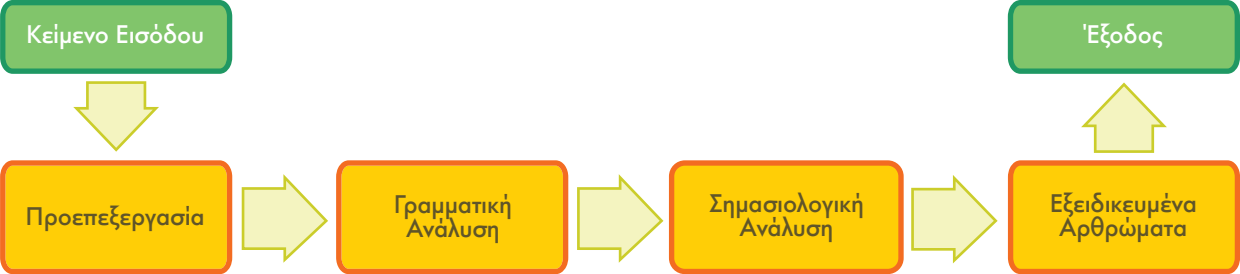 Κείμενο Εισόδου
Έξοδος
Προεπεξεργασία
Γραμματική
Ανάλυση
Σημασιολογική
Ανάλυση
Εξειδικευμένα
Αρθρώματα